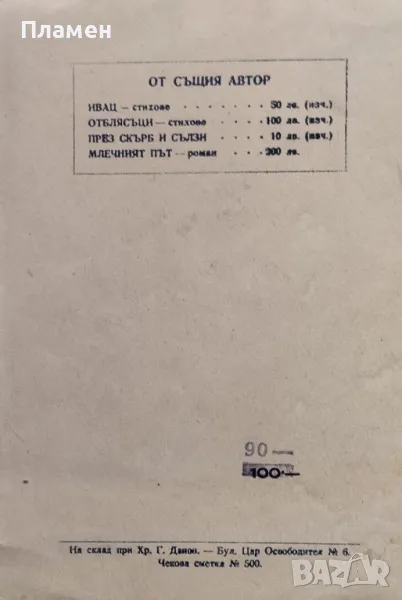 Пламен
ОТ СЪЩИЯ АВТОР
ИВАЦ — стихове . . . . . . . 50 лв. (изч.)
ОТБЛЯСЪЦИ — стихове . . . . 100 лв. (изч.)
ПРЕЗ СКЪРБ И СЪЛЗИ . . . . 10 лв. (изч.)
МЛЕЧНИЯТ ПЪТ — роман . . . 200 лв.
90
100.—
На склад при Хр. Г. Данов. — Бул. Цар Освободител № 6.
Чекова сметка № 500.
BAZAR